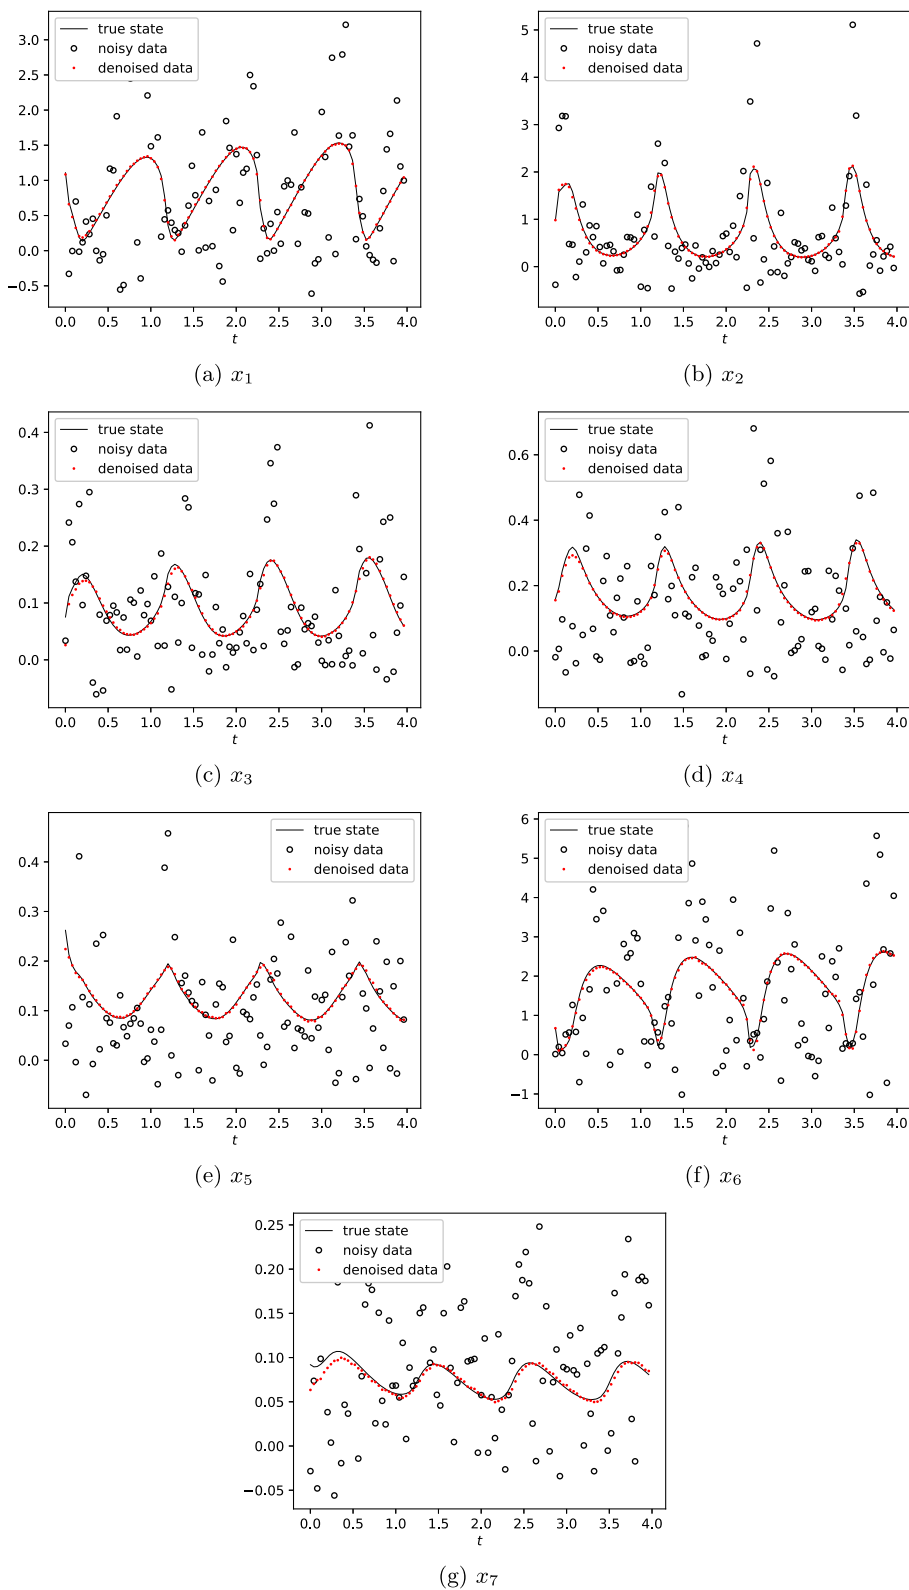 true state
noisy data
denoised data
3.0
2.5
2.0
1.5
1.0
0.5
0.0
−0.5
0.0 0.5 1.0 1.5 2.0 2.5 3.0 3.5 4.0
t
(a) x1
true state
noisy data
denoised data
5
4
3
2
1
0
0.0 0.5 1.0 1.5 2.0 2.5 3.0 3.5 4.0
t
(b) x2
true state
noisy data
denoised data
0.4
0.3
0.2
0.1
0.0
0.0 0.5 1.0 1.5 2.0 2.5 3.0 3.5 4.0
t
(c) x3
true state
noisy data
denoised data
0.6
0.4
0.2
0.0
0.0 0.5 1.0 1.5 2.0 2.5 3.0 3.5 4.0
t
(d) x4
true state
noisy data
denoised data
0.4
0.3
0.2
0.1
0.0
0.0 0.5 1.0 1.5 2.0 2.5 3.0 3.5 4.0
t
(e) x5
true state
noisy data
denoised data
6
5
4
3
2
1
0
−1
0.0 0.5 1.0 1.5 2.0 2.5 3.0 3.5 4.0
t
(f) x6
true state
noisy data
denoised data
0.25
0.20
0.15
0.10
0.05
0.00
−0.05
0.0 0.5 1.0 1.5 2.0 2.5 3.0 3.5 4.0
t
(g) x7